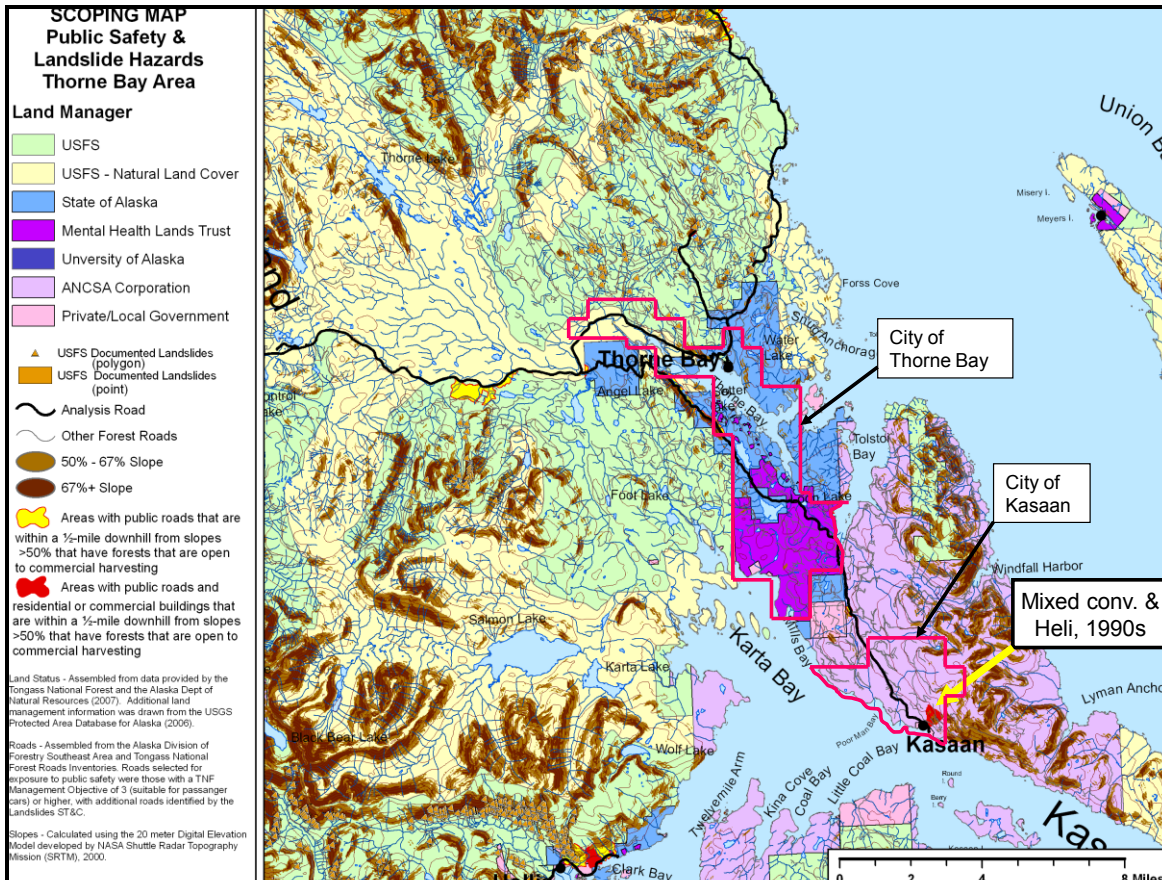 SCOPING MAP
Public Safety &
Landslide Hazards
Thorne Bay Area
Land Manager
USFS
USFS - Natural Land Cover
State of Alaska
Mental Health Lands Trust
Unversity of Alaska
ANCSA Corporation
Private/Local Government
USFS Documented Landslides
(polygon)
USFS Documented Landslides
(point)
Analysis Road
Other Forest Roads
50% - 67% Slope
67%+ Slope
Areas with public roads that are
within a ½-mile downhill from slopes
>50% that have forests that are open
to commercial harvesting
Areas with public roads and
residential or commercial buildings that
are within a ½-mile downhill from slopes
>50% that have forests that are open to
commercial harvesting
Land Status - Assembled from data provided by the
Tongass National Forest and the Alaska Dept of
Natural Resources (2007). Additional land
management information was drawn from the USGS
Protected Area Database for Alaska (2006).
Roads - Assembled from the Alaska Division of
Forestry Southeast Area and Tongass National
Forest Roads Inventories. Roads selected for
exposure to public safety were those with a TNF
Management Objective of 3 (suitable for passenger
cars) or higher, with additional roads identified by the
Landslides ST&C.
Slopes - Calculated using the 20 meter Digital Elevation
Model developed by NASA Shuttle Radar Topography
Mission (SRTM), 2000.
Union
Thorne Lake
Misery I.
Meyers I.
Forss Cove
Water
Lake
City of
Thorne Bay
Thorne Bay
Angel Lake
Tolstoi
Bay
Foot Lake
City of
Kasaan
Windfall Harbor
Mixed conv. &
Heli, 1990s
Salmon Lake
Karta Lake
Karta Bay
Mills Bay
Lyman
Poor Man Bay
Kasaan
Black Bear Lake
Wolf Lake
Twelvemile Arm
Kina Cove
Coal Bay
Little Coal Bay
Round
Barry
Clark Bay
0 2 4 8 Miles